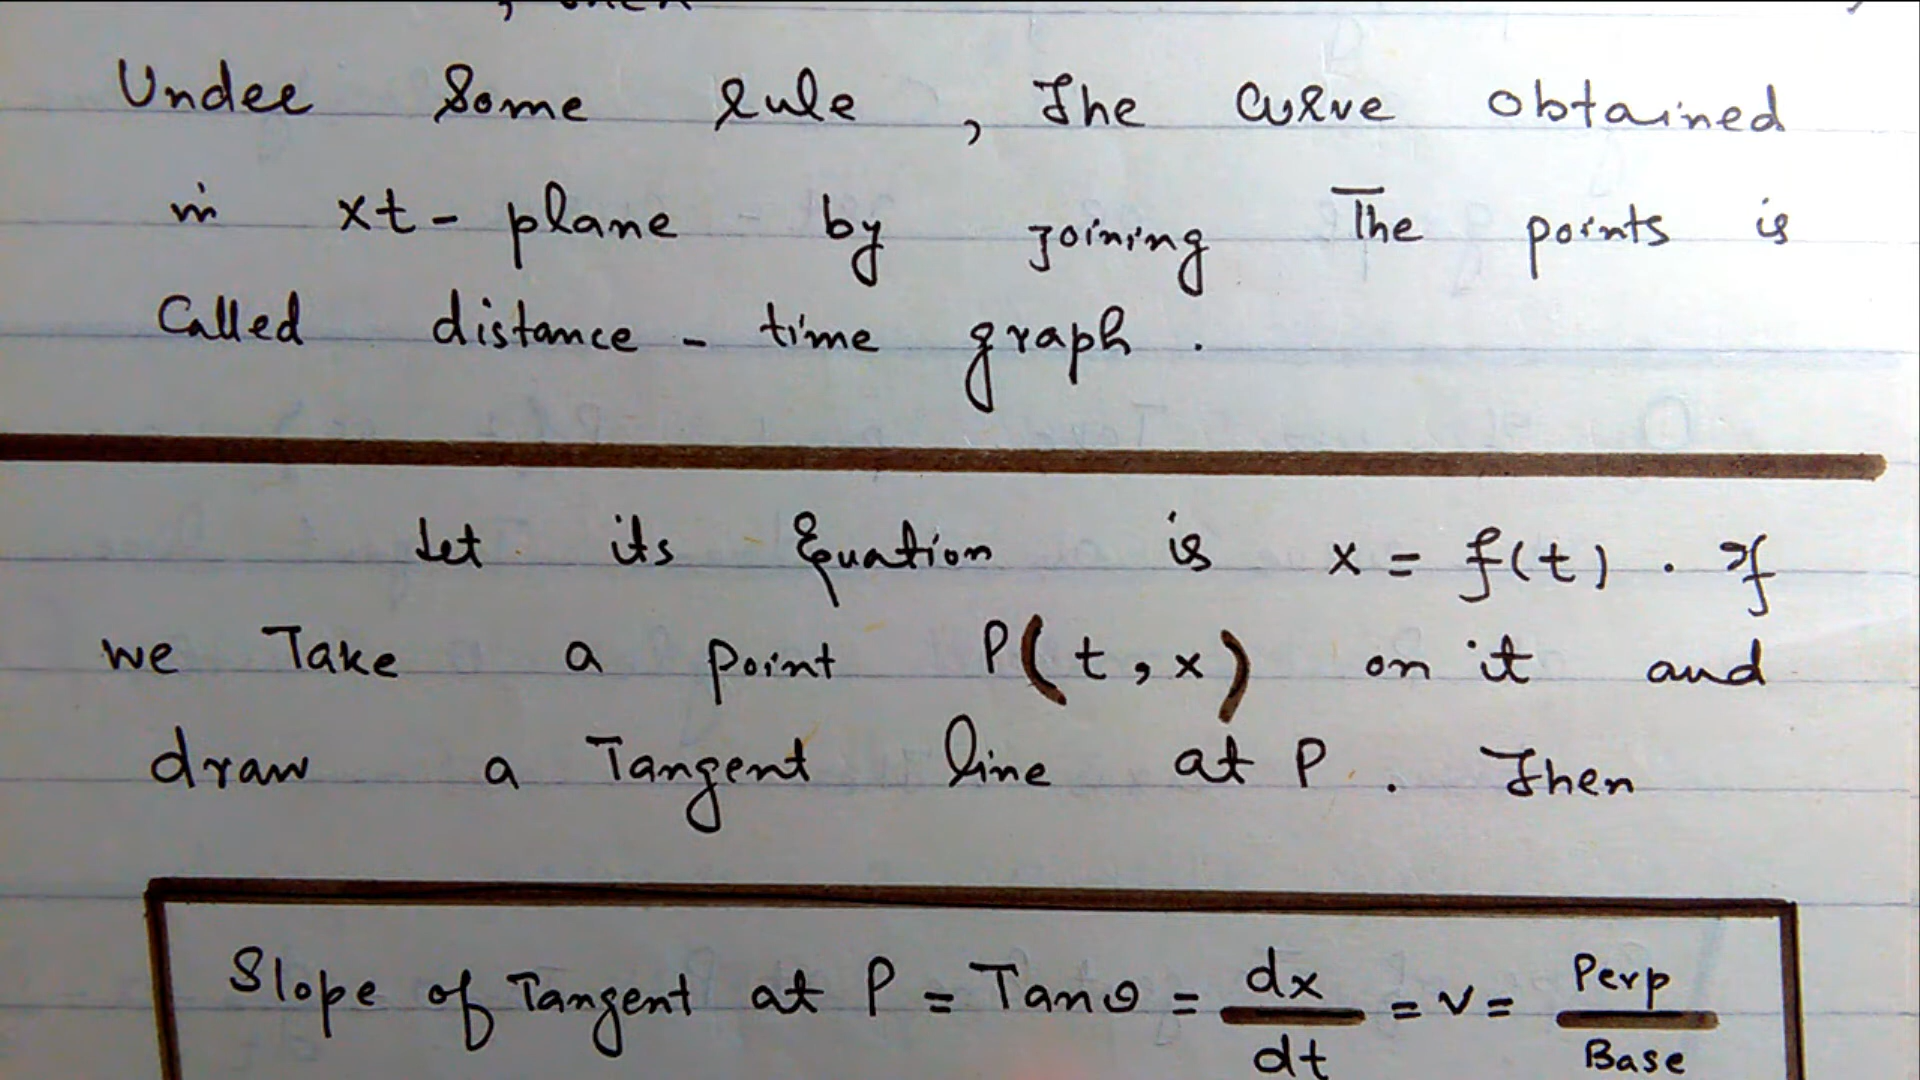 , then
Under Some rule , The curve obtained
in xt - plane by joining The points is
Called distance - time graph .
Let its Equation is x = f(t) . If
we Take a point P(t, x) on it and
draw a Tangent line at P . Then
Slope of Tangent at P = Tanθ = dx/dt = v = Perp/Base